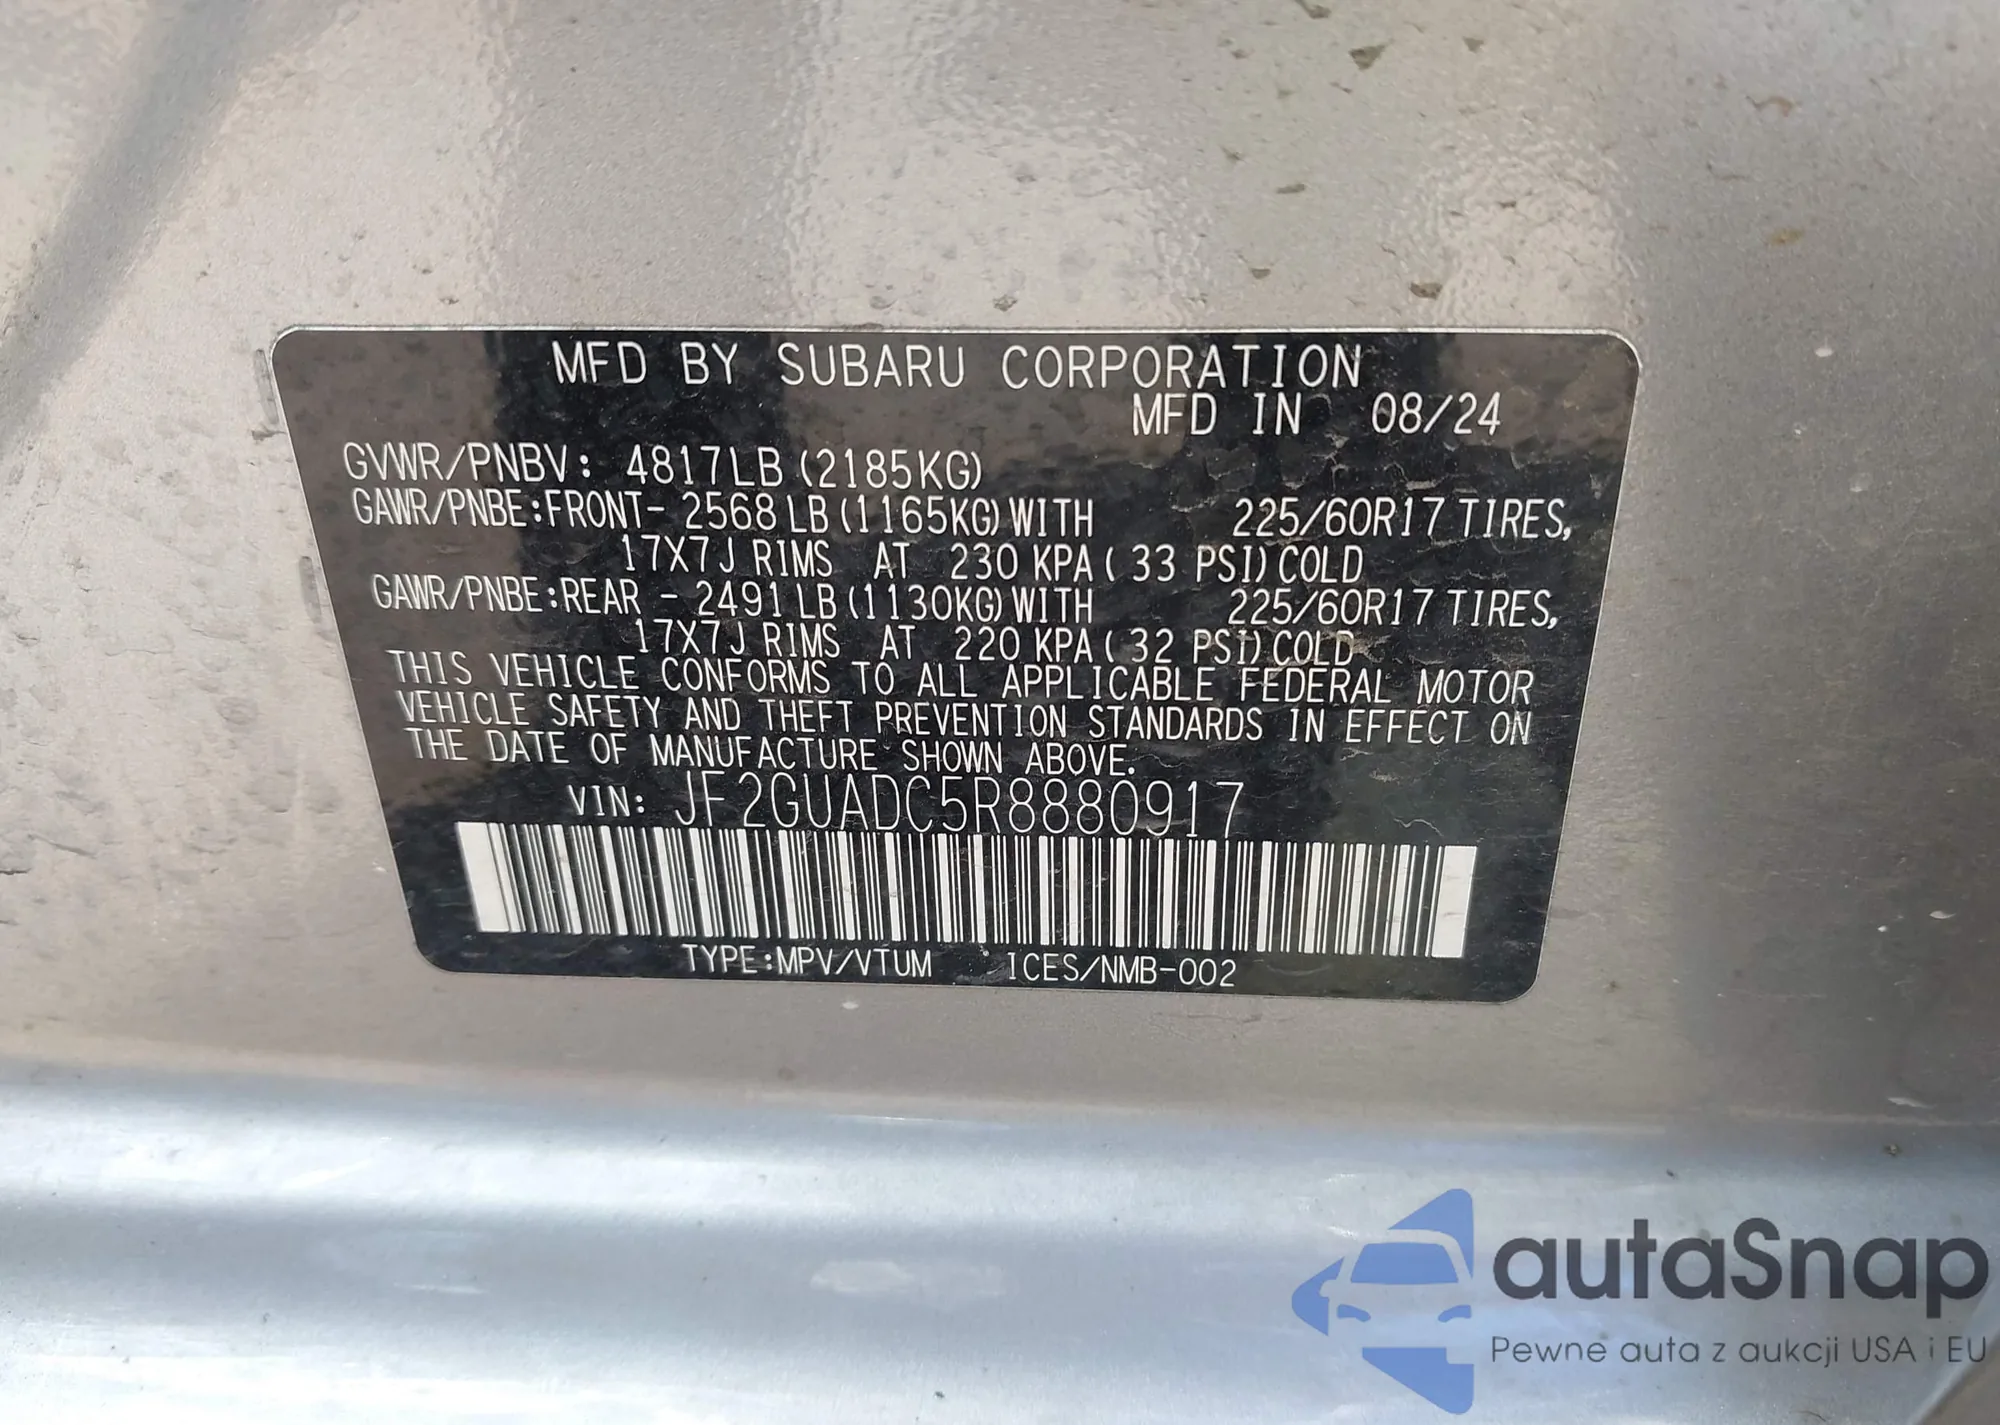 MFD BY SUBARU CORPORATION
MFD IN 08/24
GVWR/PNBV: 4817LB (2185KG)
GAWR/PNBE:FRONT- 2568 LB (1165KG) WITH 225/60R17 TIRES,
17X7J RIMS AT 230 KPA ( 33 PSI) COLD
GAWR/PNBE:REAR - 2491 LB (1130KG) WITH 225/60R17 TIRES,
17X7J RIMS AT 220 KPA ( 32 PSI) COLD
THIS VEHICLE CONFORMS TO ALL APPLICABLE FEDERAL MOTOR
VEHICLE SAFETY AND THEFT PREVENTION STANDARDS IN EFFECT ON
THE DATE OF MANUFACTURE SHOWN ABOVE.
VIN: JF2GUADC5R8880917
TYPE:MPV/VTUM ICES/NMB-002
autaSnap
Pewne auta z aukcji USA i EU